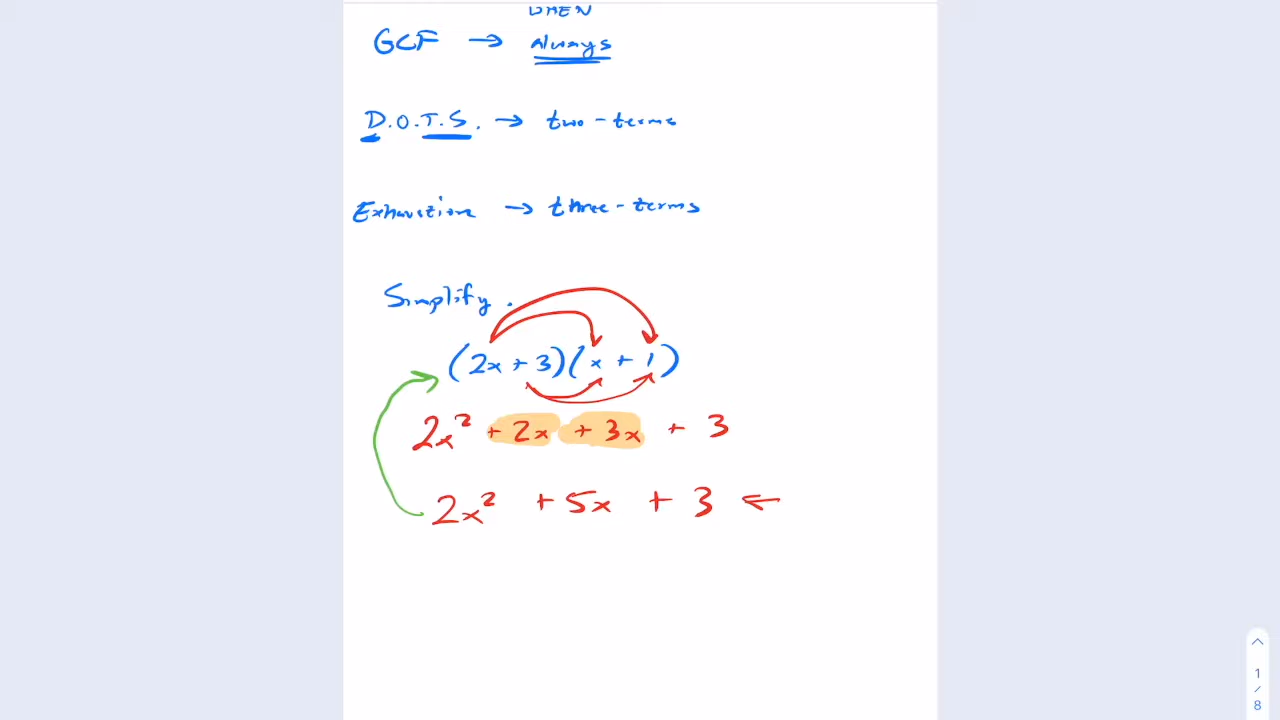 WHEN
GCF → Always
D.O.T.S. → two-terms
Exhaustion → three-terms
Simplify.
(2x + 3)(x + 1)
2x² + 2x + 3x + 3
2x² + 5x + 3 ←
1
/
8